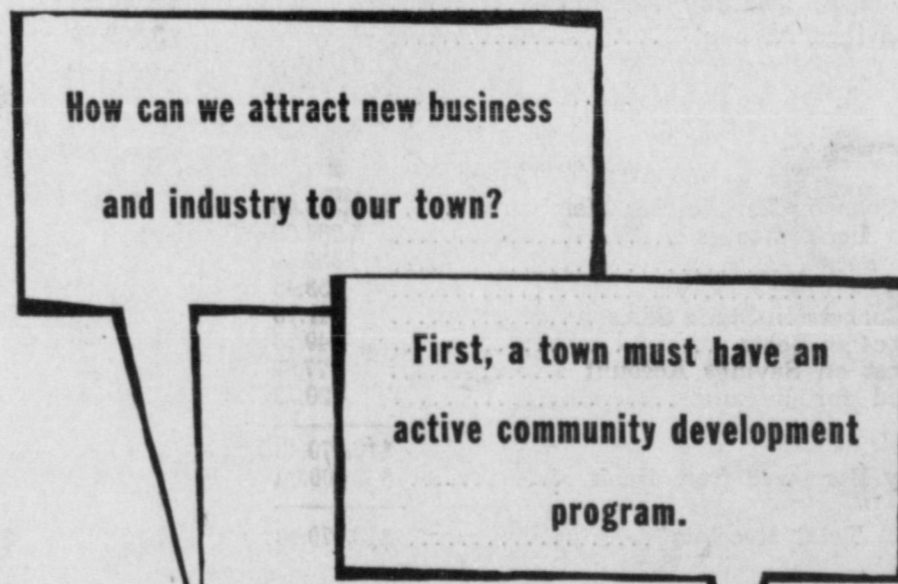 How can we attract new business
and industry to our town?
First, a town must have an
active community development
program.